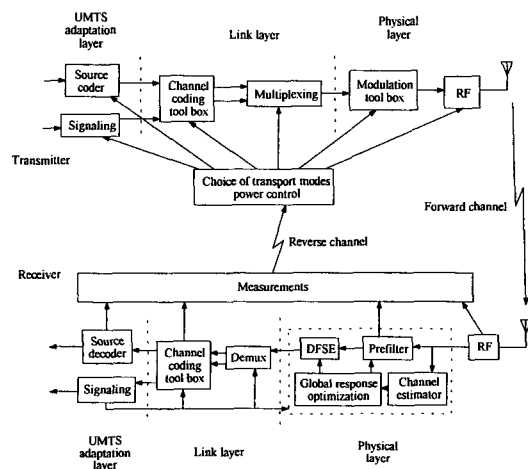 UMTS
adaptation
layer
Link layer
Physical
layer
Source
coder
Channel
coding
tool box
Multiplexing
Modulation
tool box
RF
Signaling
Transmitter
Choice of transport modes
power control
Forward channel
Reverse channel
Receiver
Measurements
Source
decoder
Channel
coding
tool box
Demux
DFSE
Prefilter
RF
Signaling
Global response
optimization
Channel
estimator
UMTS
adaptation
layer
Link layer
Physical
layer